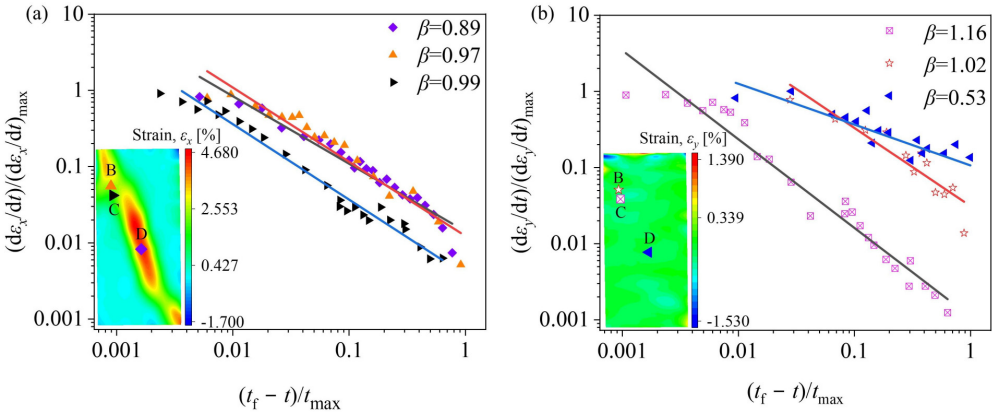 (a)
(dεx/dt)/(dεx/dt)max
10
1
0.1
0.01
0.001
β=0.89
β=0.97
β=0.99
Strain, εx [%]
4.680
2.553
0.427
-1.700
B
C
D
0.001
0.01
0.1
1
(tf − t)/tmax
(b)
(dεy/dt)/(dεy/dt)max
10
1
0.1
0.01
0.001
β=1.16
β=1.02
β=0.53
Strain, εy [%]
1.390
0.339
-1.530
B
C
D
0.001
0.01
0.1
1
(tf − t)/tmax